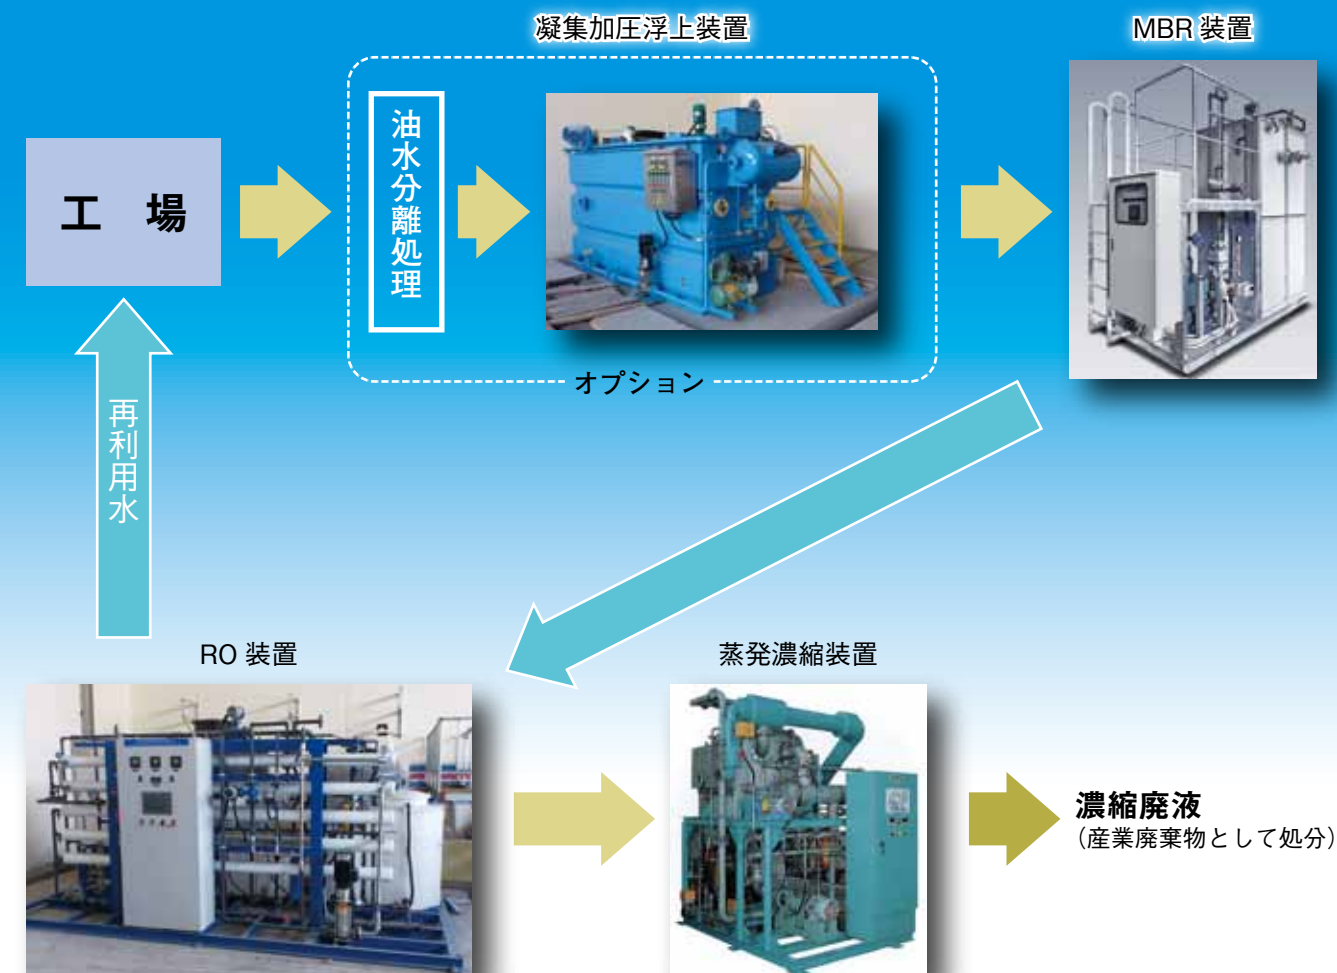 凝集加圧浮上装置
MBR 装置
工 場
油水分離処理
オプション
再利用水
RO 装置
蒸発濃縮装置
濃縮廃液
（産業廃棄物として処分）